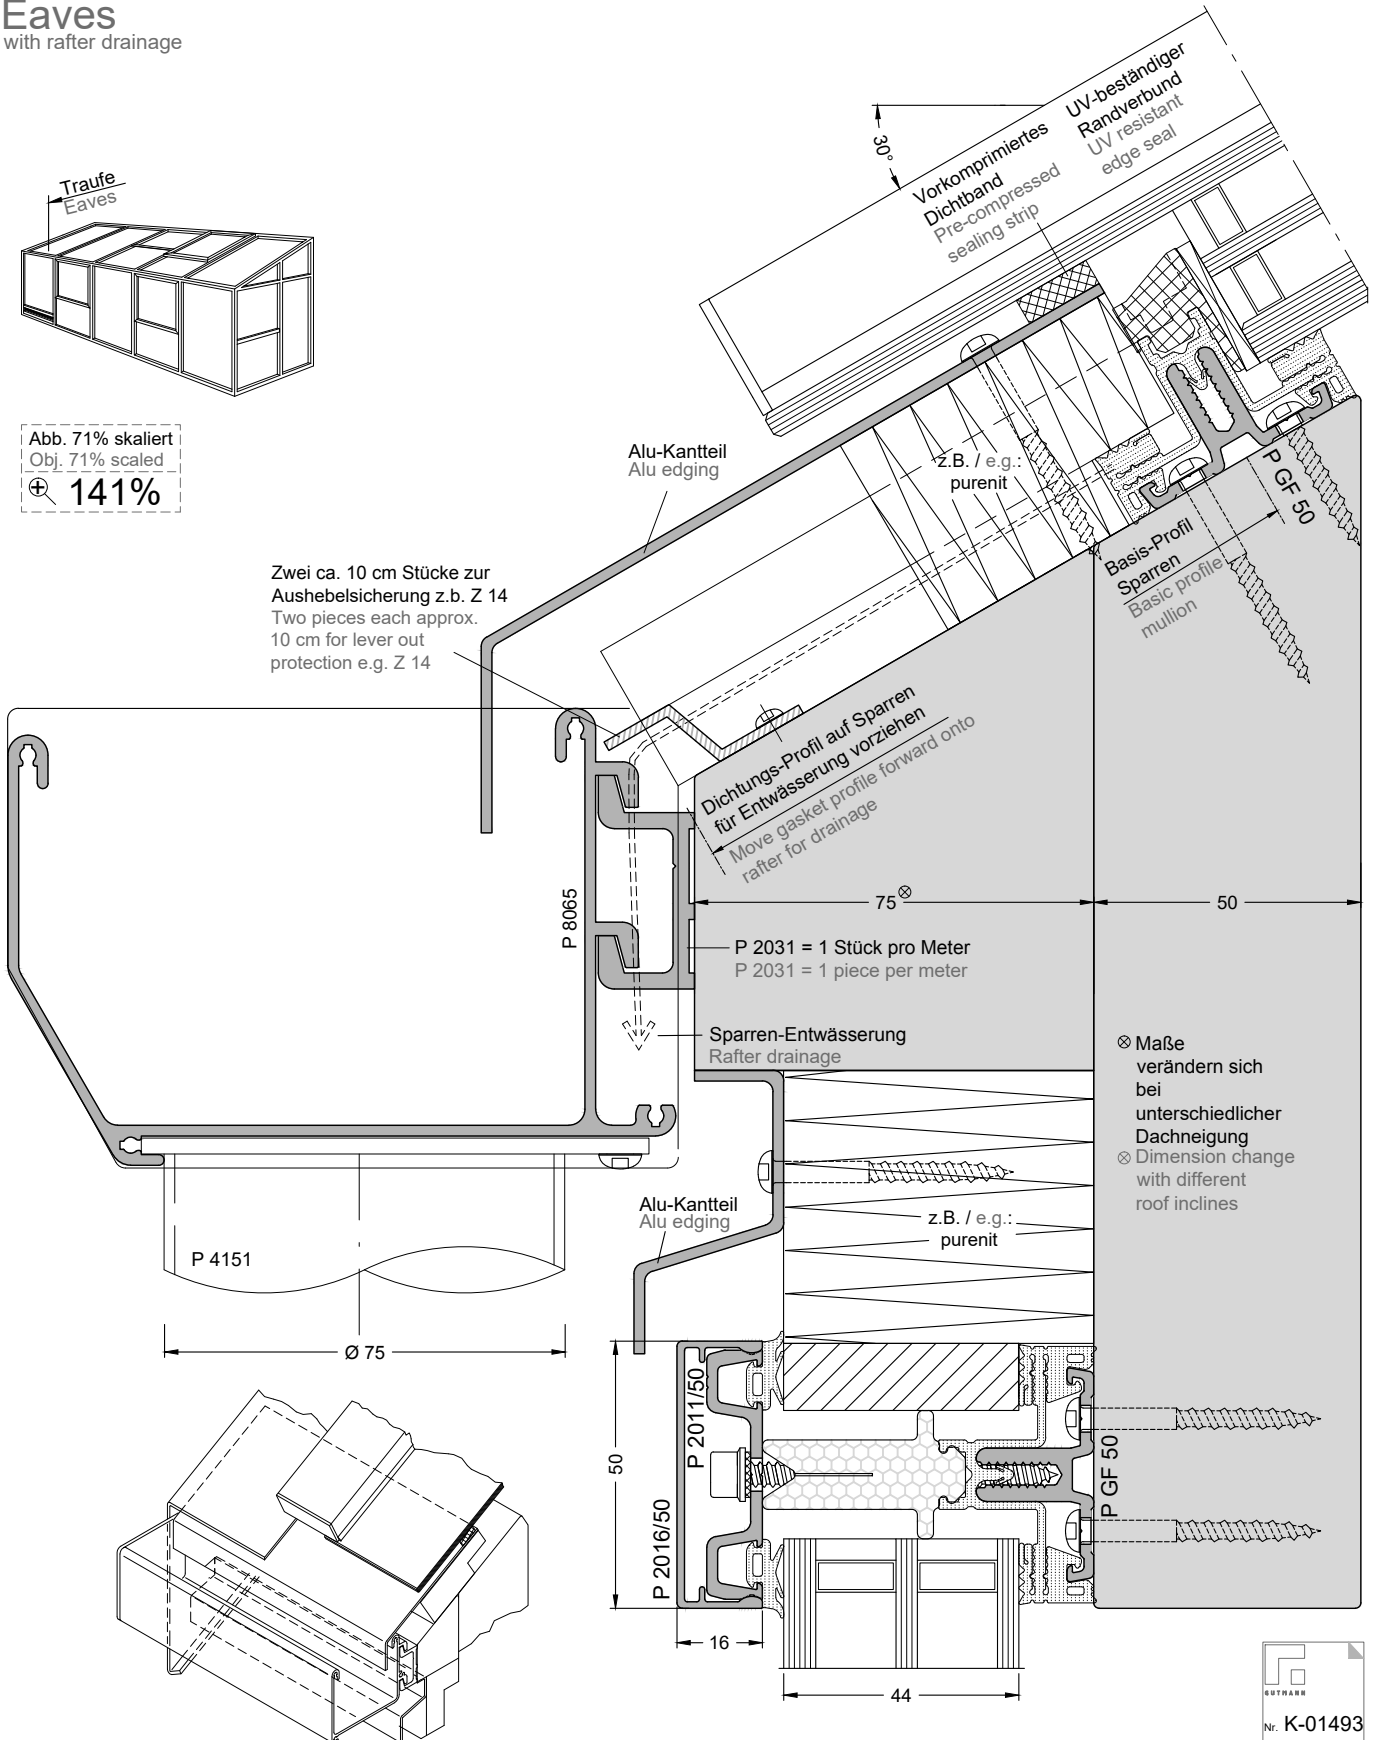 Eaves
with rafter drainage
Traufe
Eaves
Abb. 71% skaliert
Obj. 71% scaled
141%
30°
Vorkomprimiertes
Dichtband
Pre-compressed
sealing strip
UV-beständiger
Randverbund
UV resistant
edge seal
Alu-Kantteil
Alu edging
z.B. / e.g.:
purenit
P GF 50
Basis-Profil
Sparren
Basic profile
mullion
Zwei ca. 10 cm Stücke zur
Aushebelsicherung z.b. Z 14
Two pieces each approx.
10 cm for lever out
protection e.g. Z 14
Dichtungs-Profil auf Sparren
für Entwässerung vorziehen
Move gasket profile forward onto
rafter for drainage
P 8065
75⊗
50
P 2031 = 1 Stück pro Meter
P 2031 = 1 piece per meter
Sparren-Entwässerung
Rafter drainage
⊗ Maße
verändern sich
bei
unterschiedlicher
Dachneigung
⊗ Dimension change
with different
roof inclines
Alu-Kantteil
Alu edging
z.B. / e.g.:
purenit
P 4151
Ø 75
50
P 2011/50
P 2016/50
P GF 50
16
44
GUTMANN
Nr. K-01493